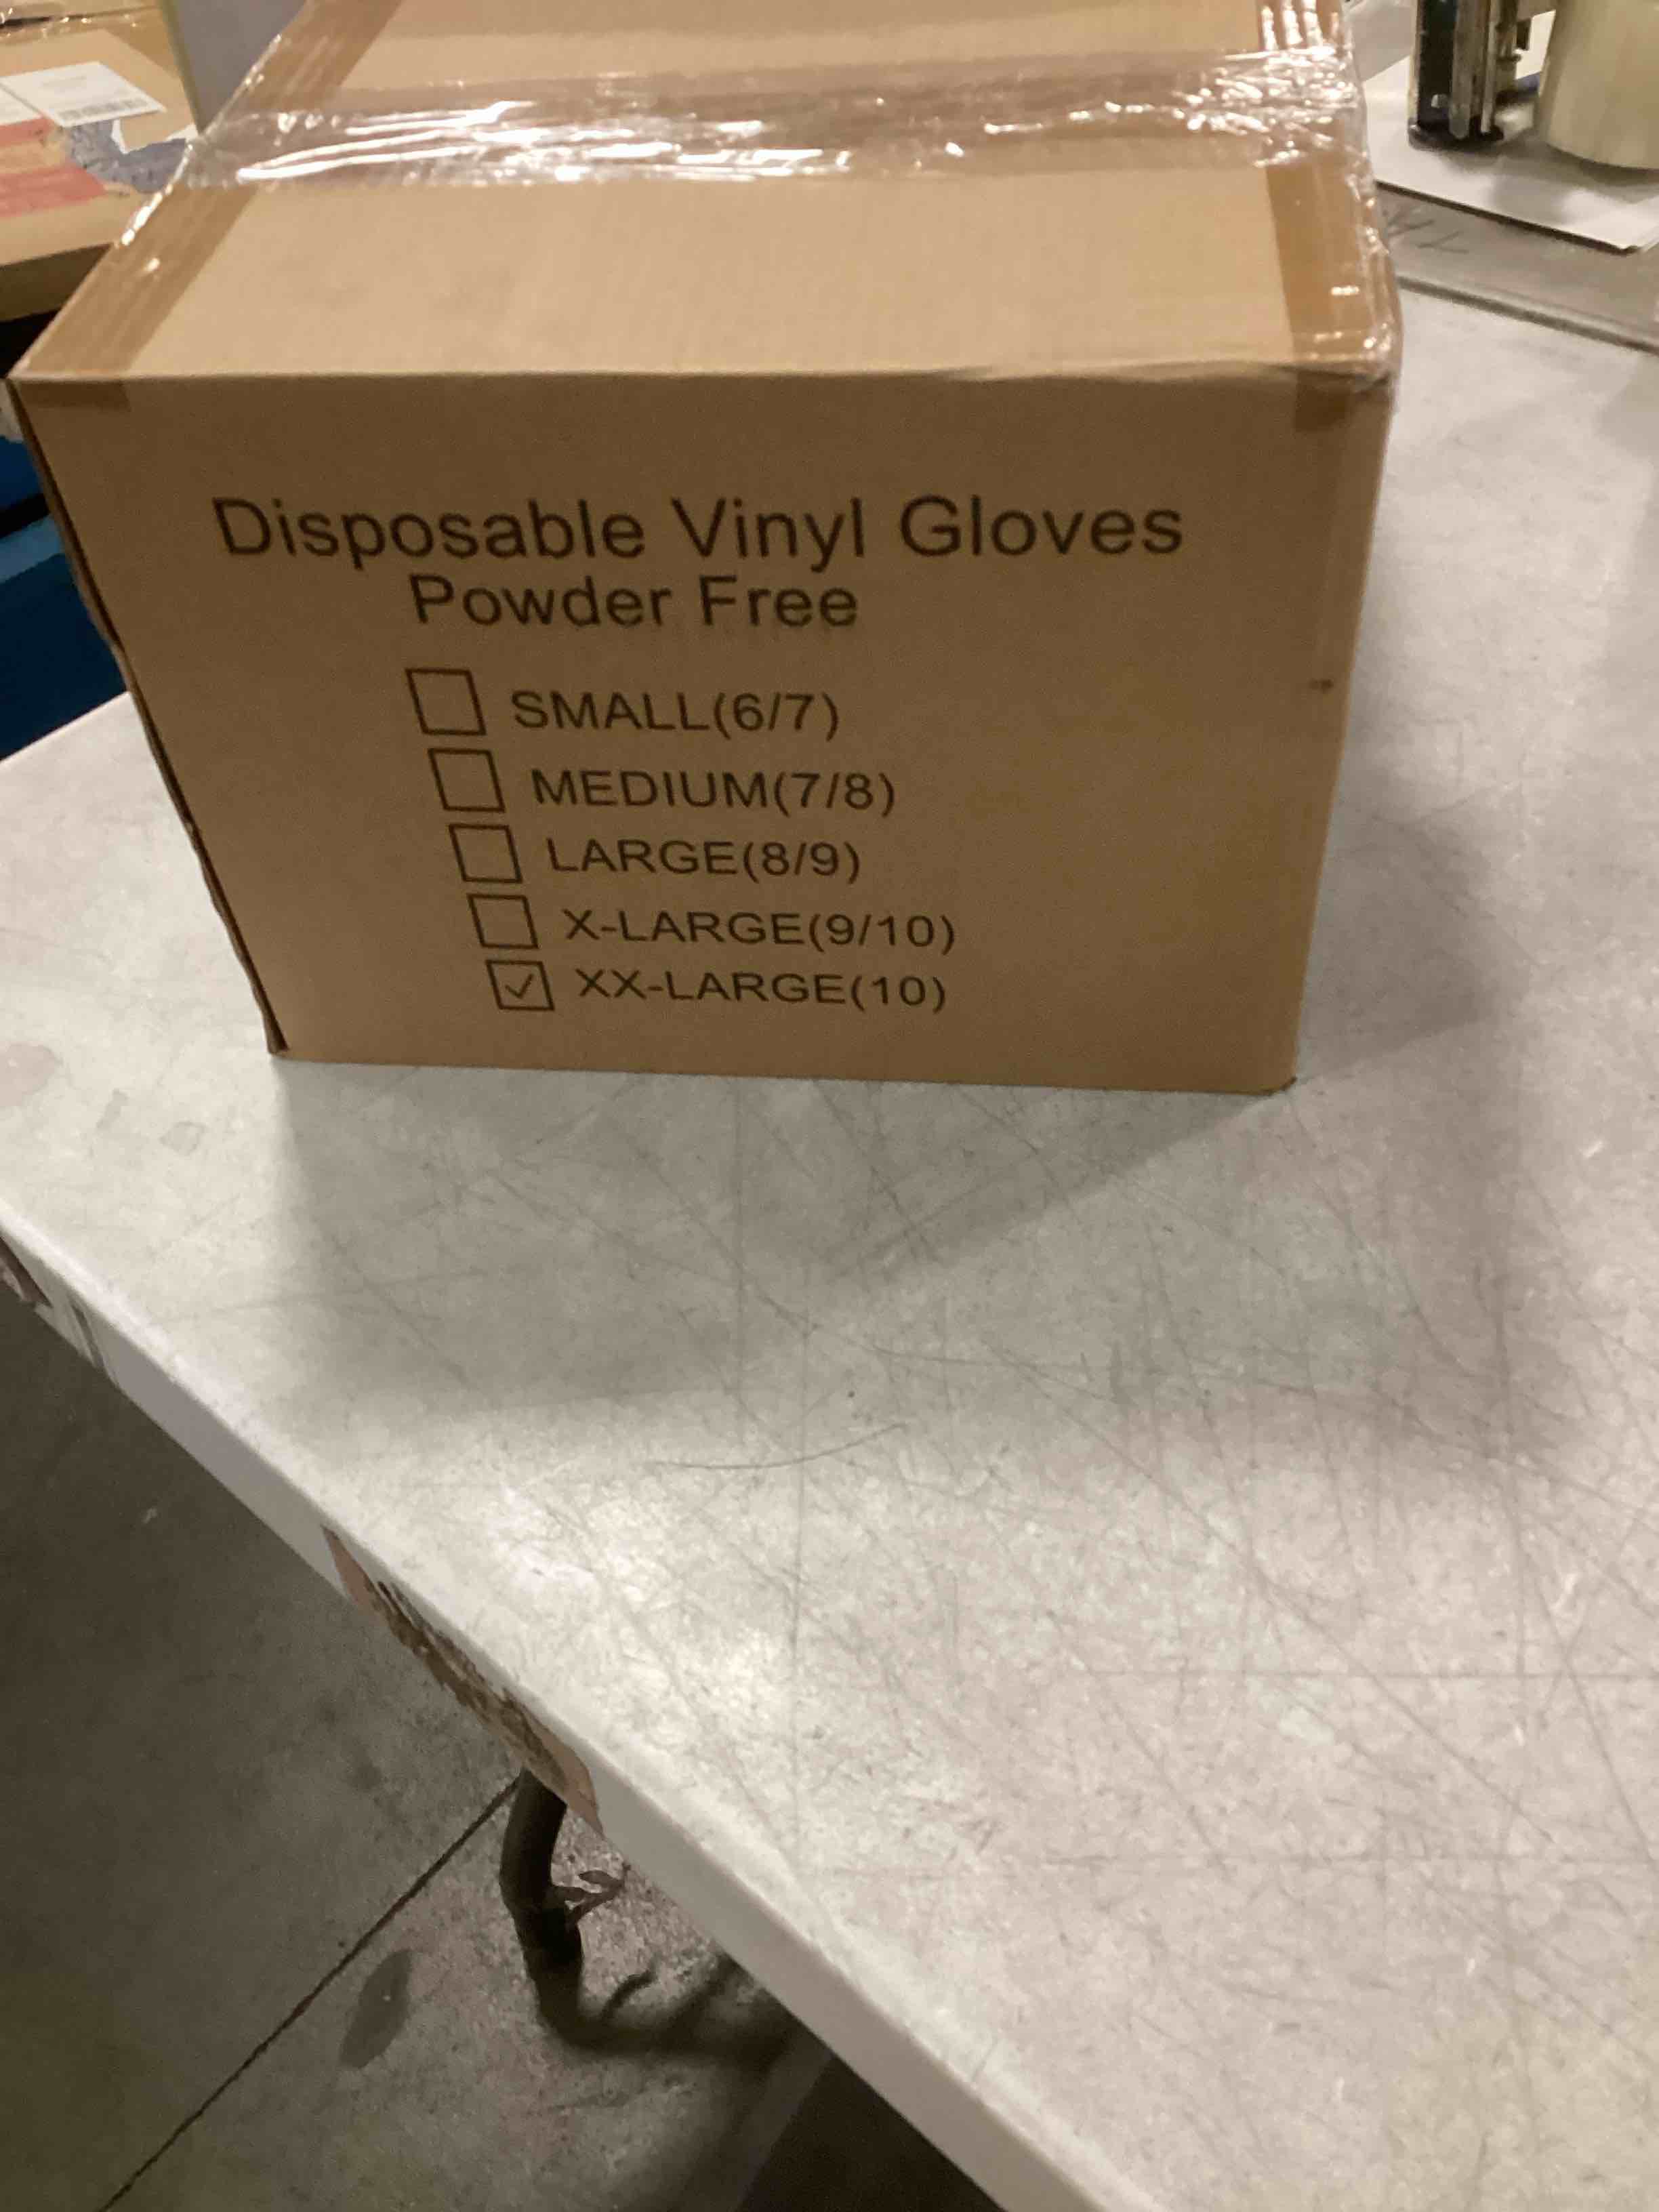 Disposable Vinyl Gloves
Powder Free
SMALL(6/7)
MEDIUM(7/8)
LARGE(8/9)
X-LARGE(9/10)
XX-LARGE(10)